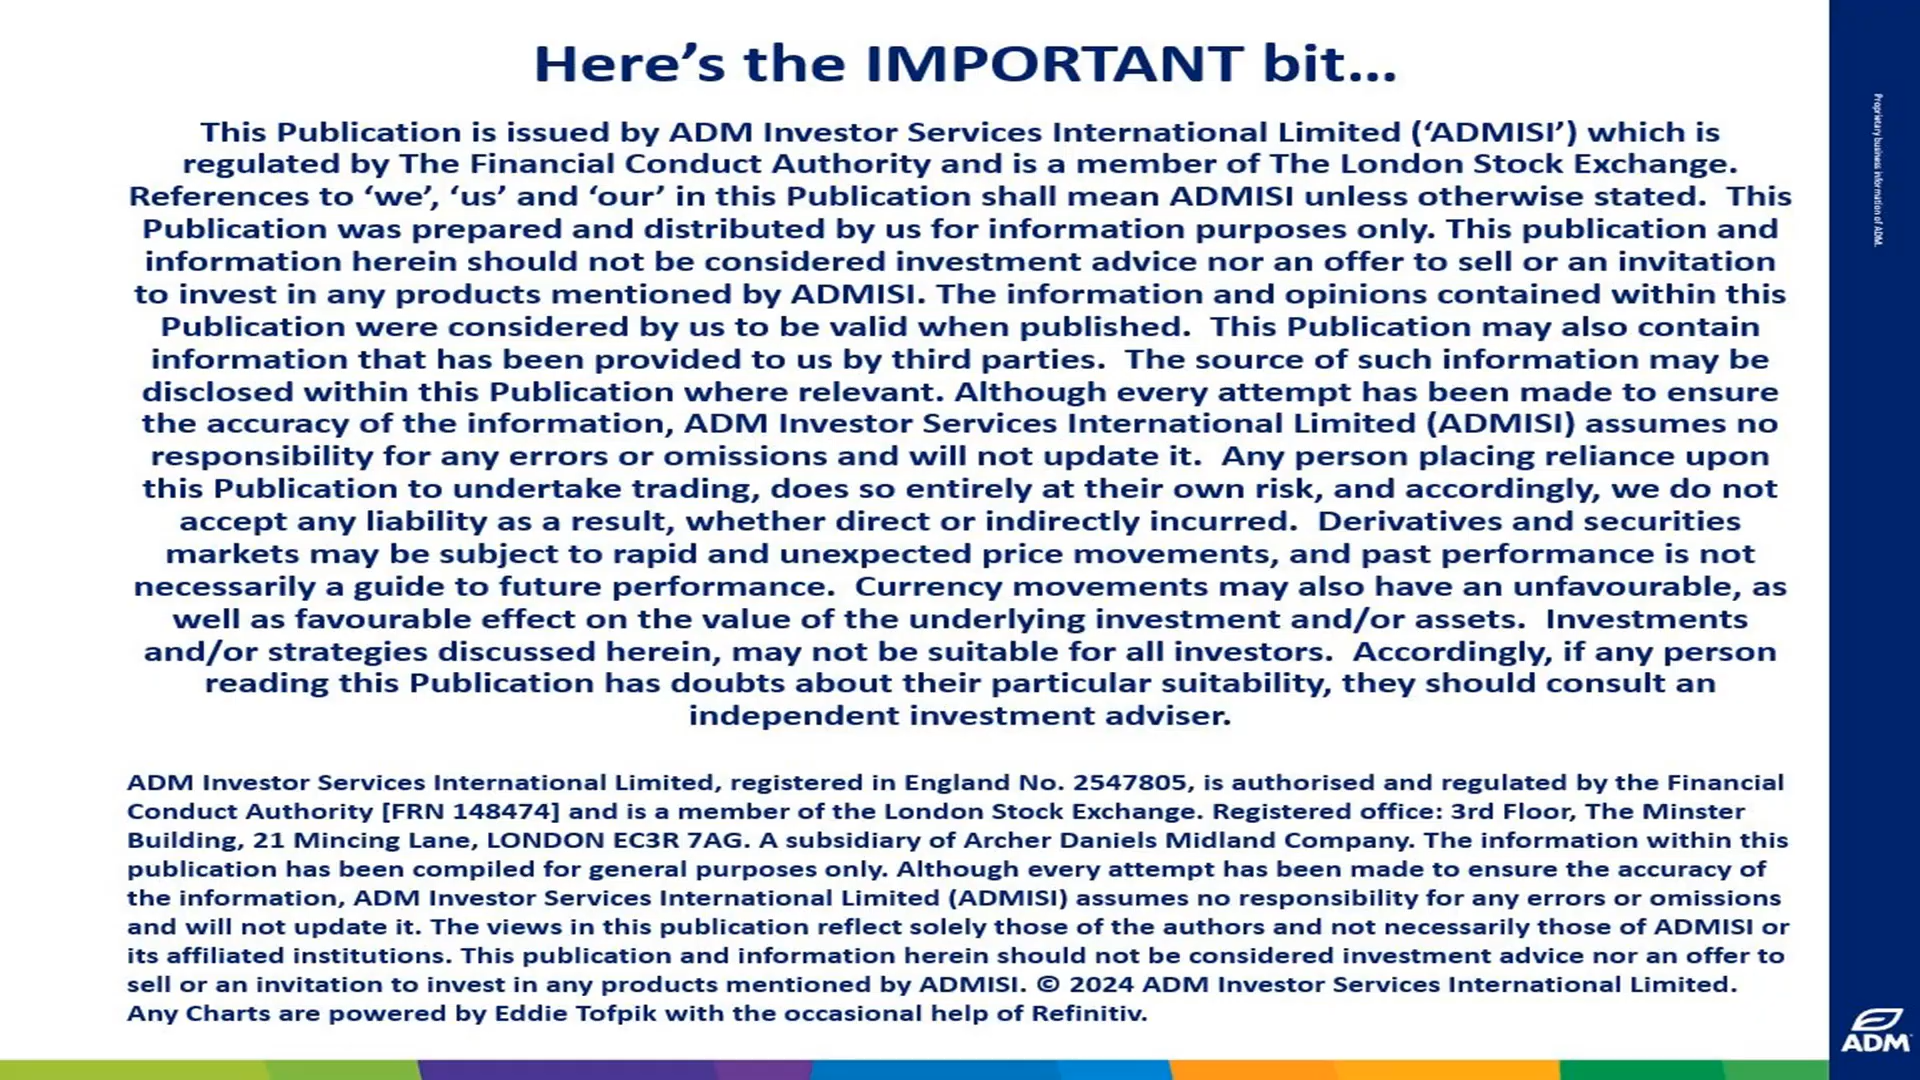 Here’s the IMPORTANT bit…
This Publication is issued by ADM Investor Services International Limited (‘ADMISI’) which is
regulated by The Financial Conduct Authority and is a member of The London Stock Exchange.
References to ‘we’, ‘us’ and ‘our’ in this Publication shall mean ADMISI unless otherwise stated.  This
Publication was prepared and distributed by us for information purposes only. This publication and
information herein should not be considered investment advice nor an offer to sell or an invitation
to invest in any products mentioned by ADMISI. The information and opinions contained within this
Publication were considered by us to be valid when published.  This Publication may also contain
information that has been provided to us by third parties.  The source of such information may be
disclosed within this Publication where relevant. Although every attempt has been made to ensure
the accuracy of the information, ADM Investor Services International Limited (ADMISI) assumes no
responsibility for any errors or omissions and will not update it.  Any person placing reliance upon
this Publication to undertake trading, does so entirely at their own risk, and accordingly, we do not
accept any liability as a result, whether direct or indirectly incurred.  Derivatives and securities
markets may be subject to rapid and unexpected price movements, and past performance is not
necessarily a guide to future performance.  Currency movements may also have an unfavourable, as
well as favourable effect on the value of the underlying investment and/or assets.  Investments
and/or strategies discussed herein, may not be suitable for all investors.  Accordingly, if any person
reading this Publication has doubts about their particular suitability, they should consult an
independent investment adviser.
ADM Investor Services International Limited, registered in England No. 2547805, is authorised and regulated by the Financial
Conduct Authority [FRN 148474] and is a member of the London Stock Exchange. Registered office: 3rd Floor, The Minster
Building, 21 Mincing Lane, LONDON EC3R 7AG. A subsidiary of Archer Daniels Midland Company. The information within this
publication has been compiled for general purposes only. Although every attempt has been made to ensure the accuracy of
the information, ADM Investor Services International Limited (ADMISI) assumes no responsibility for any errors or omissions
and will not update it. The views in this publication reflect solely those of the authors and not necessarily those of ADMISI or
its affiliated institutions. This publication and information herein should not be considered investment advice nor an offer to
sell or an invitation to invest in any products mentioned by ADMISI. © 2024 ADM Investor Services International Limited.
Any Charts are powered by Eddie Tofpik with the occasional help of Refinitiv.
Proprietary business information of ADM.
ADM